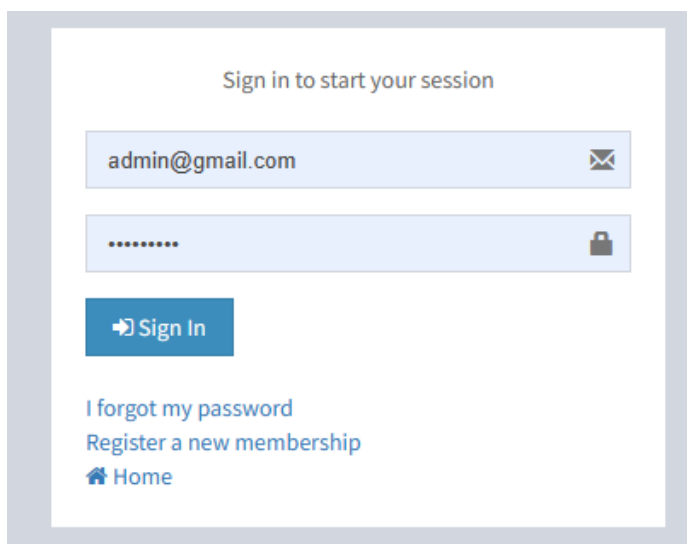 Sign in to start your session
admin@gmail.com
•••••••••
Sign In
I forgot my password
Register a new membership
Home